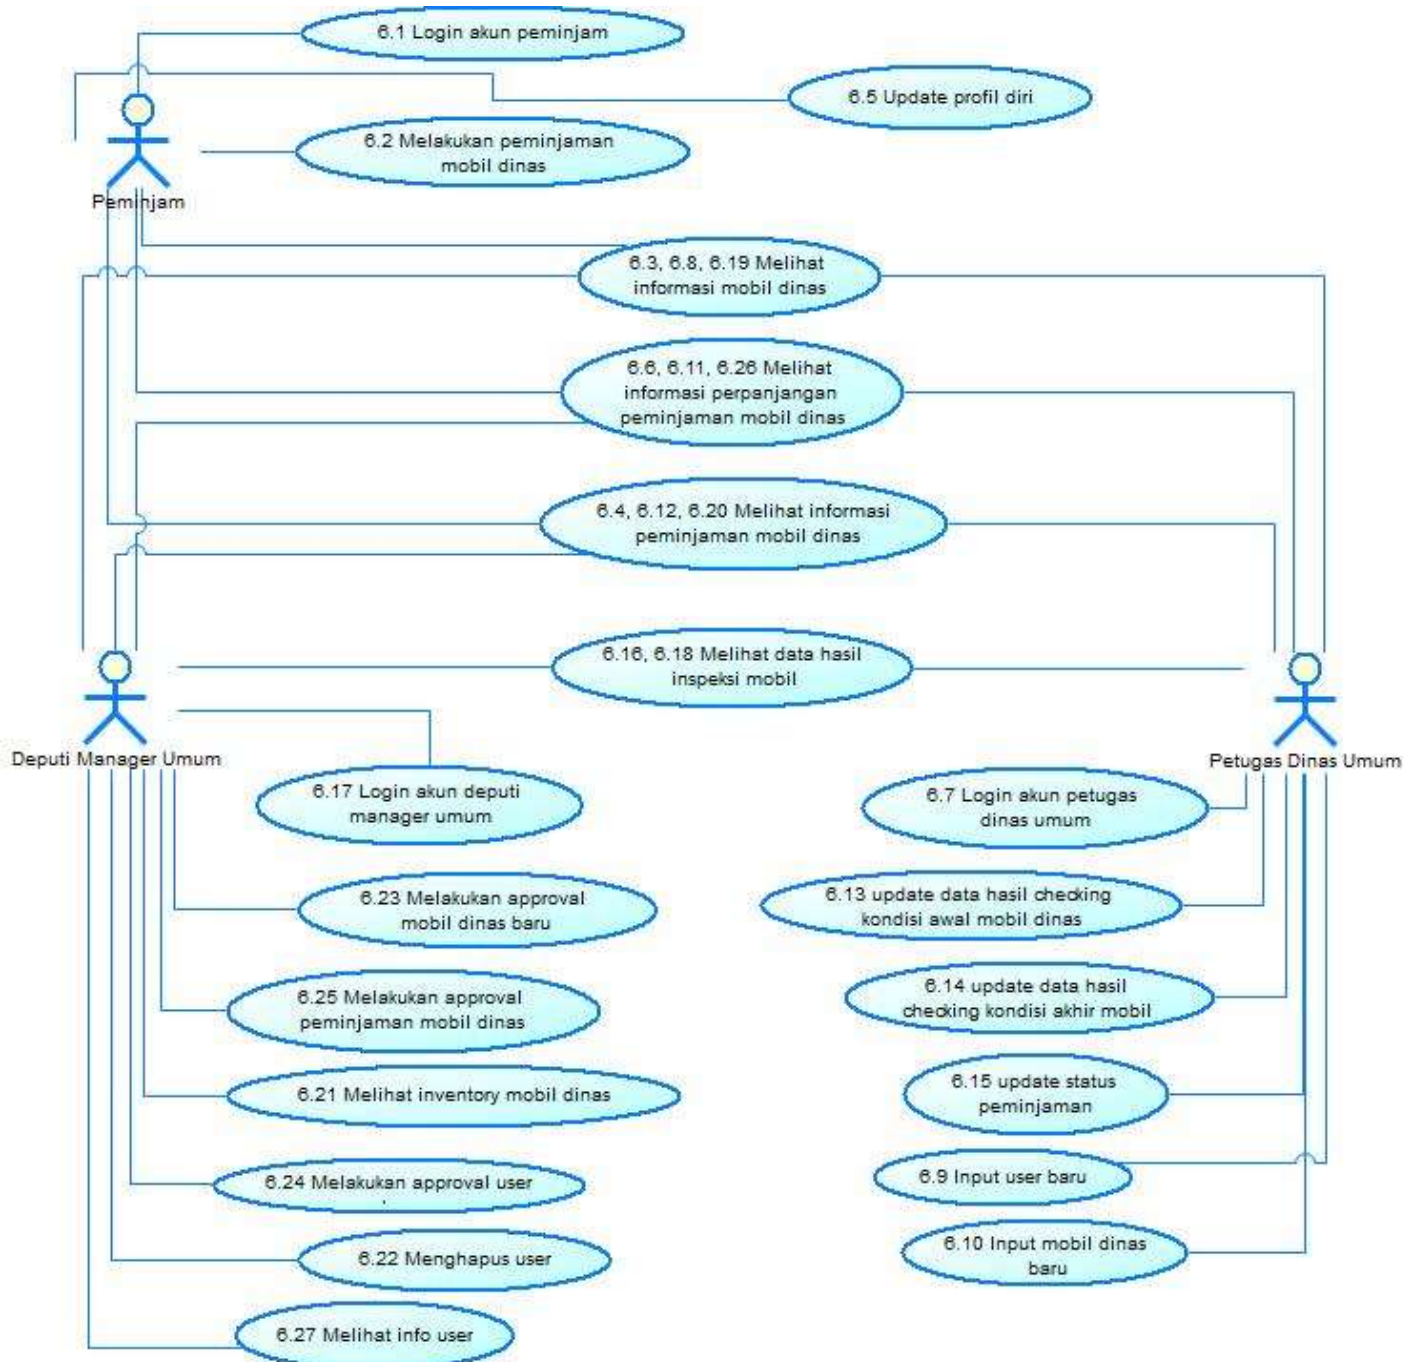 6.1 Login akun peminjam
6.5 Update profil diri
6.2 Melakukan peminjaman
mobil dinas
Peminjam
6.3, 6.8, 6.19 Melihat
informasi mobil dinas
6.6, 6.11, 6.26 Melihat
informasi perpanjangan
peminjaman mobil dinas
6.4, 6.12, 6.20 Melihat informasi
peminjaman mobil dinas
6.16, 6.18 Melihat data hasil
inspeksi mobil
Deputi Manager Umum
Petugas Dinas Umum
6.17 Login akun deputi
manager umum
6.7 Login akun petugas
dinas umum
6.23 Melakukan approval
mobil dinas baru
6.13 update data hasil checking
kondisi awal mobil dinas
6.25 Melakukan approval
peminjaman mobil dinas
6.14 update data hasil
checking kondisi akhir mobil
6.21 Melihat inventory mobil dinas
6.15 update status
peminjaman
6.24 Melakukan approval user
.
6.9 Input user baru
6.22 Menghapus user
6.10 Input mobil dinas
baru
6.27 Melihat info user